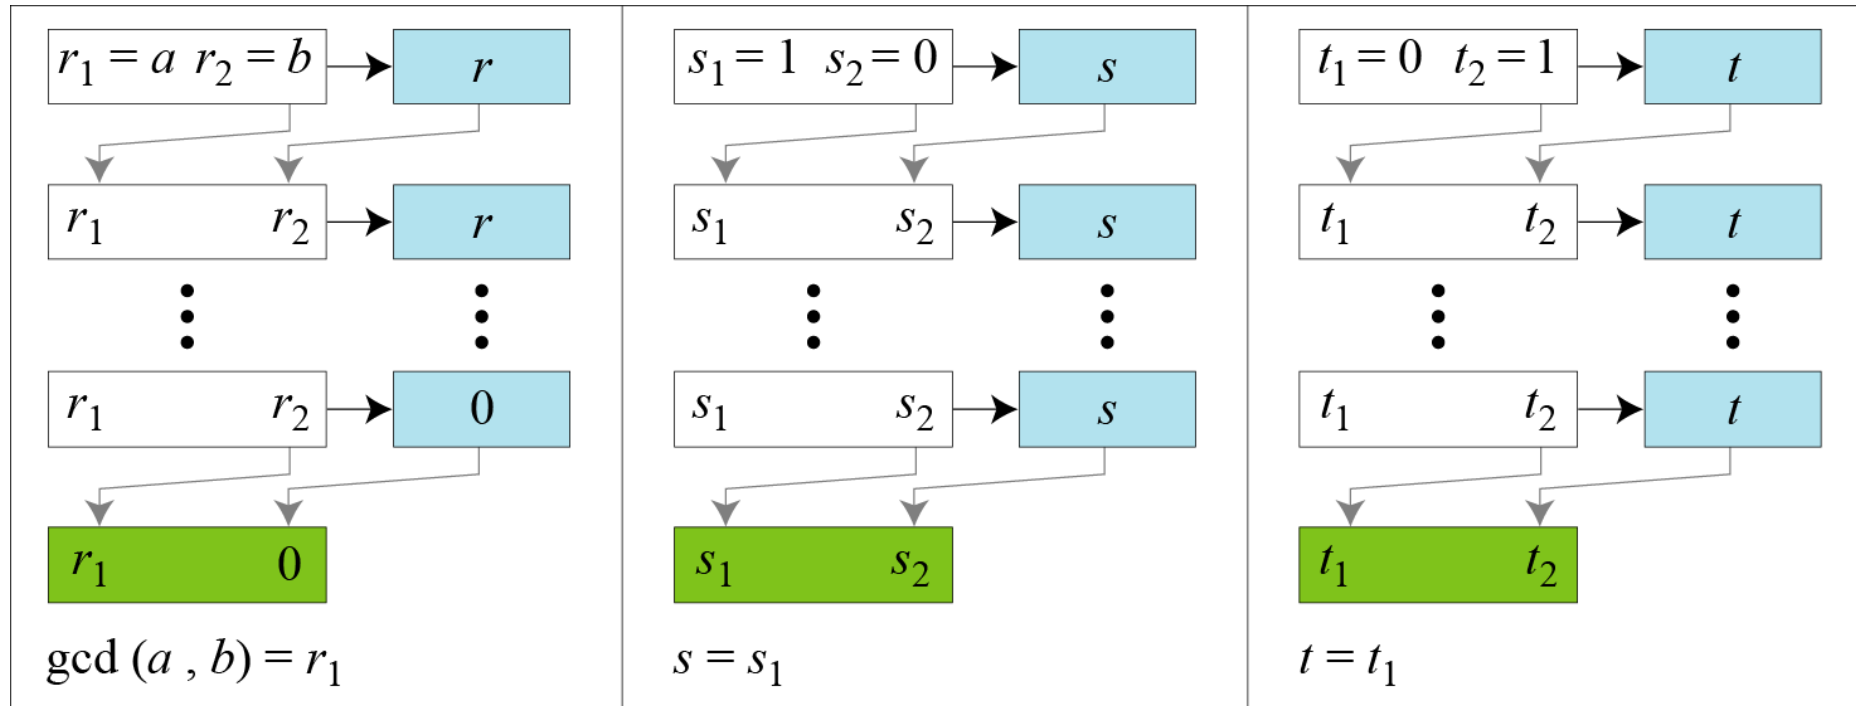 r₁ = a r₂ = b r
s₁ = 1 s₂ = 0 s
t₁ = 0 t₂ = 1 t
r₁ r₂ r
s₁ s₂ s
t₁ t₂ t
r₁ r₂ 0
s₁ s₂ s
t₁ t₂ t
r₁ 0
s₁ s₂
t₁ t₂
gcd (a , b) = r₁
s = s₁
t = t₁